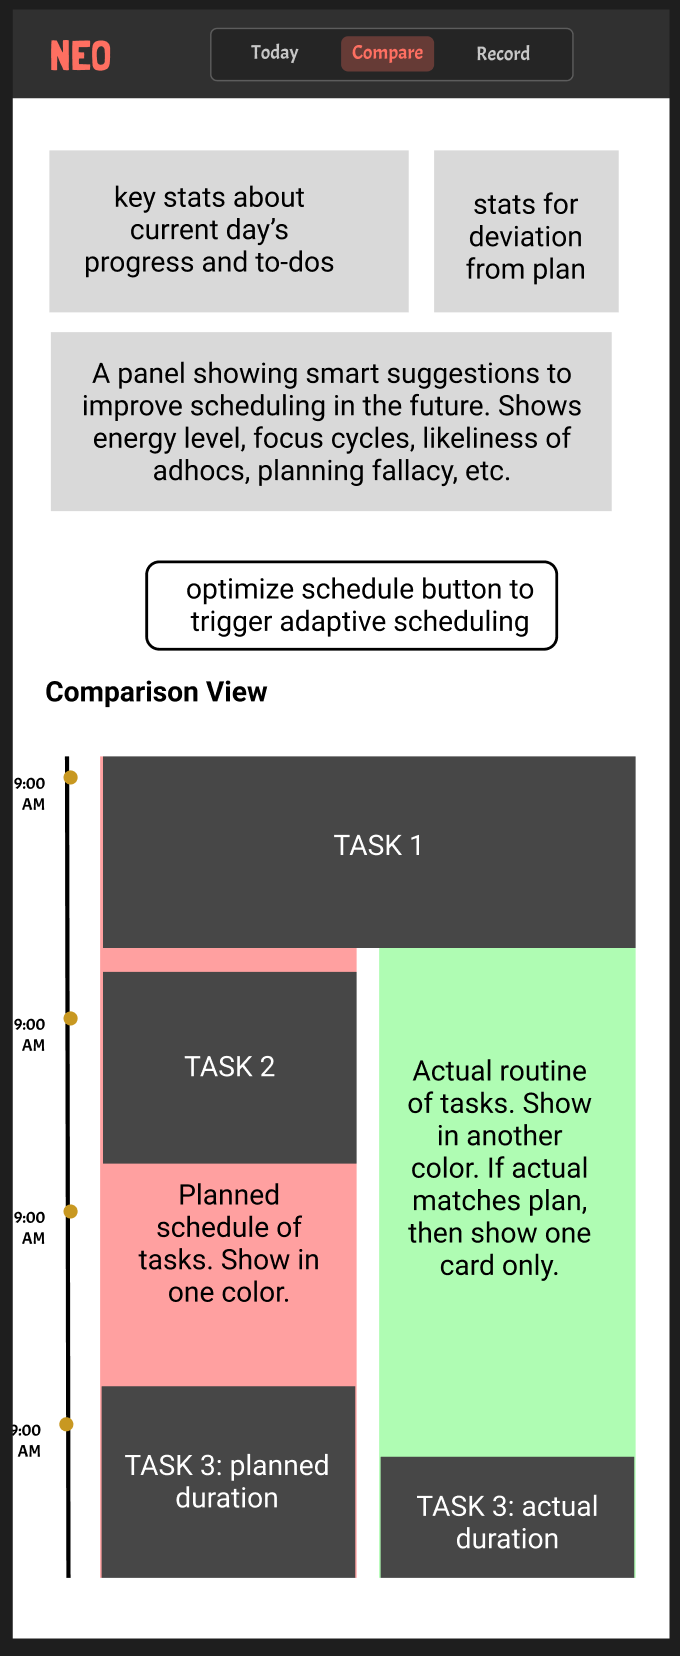 NEO
Today
Compare
Record
key stats about
current day’s
progress and to-dos
stats for
deviation
from plan
A panel showing smart suggestions to
improve scheduling in the future. Shows
energy level, focus cycles, likeliness of
adhocs, planning fallacy, etc.
optimize schedule button to
trigger adaptive scheduling
Comparison View
9:00
AM
TASK 1
9:00
AM
TASK 2
Actual routine
of tasks. Show
in another
color. If actual
matches plan,
then show one
card only.
9:00
AM
Planned
schedule of
tasks. Show in
one color.
9:00
AM
TASK 3: planned
duration
TASK 3: actual
duration